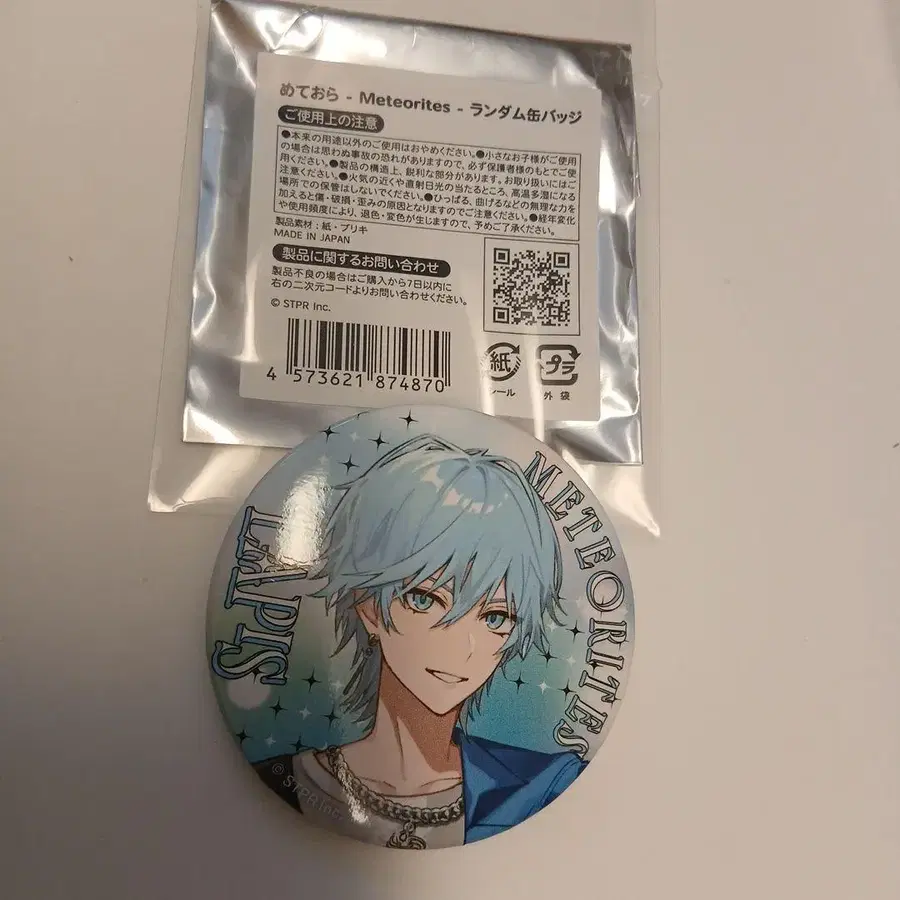 めておら - Meteorites - ランダム缶バッジ
ご使用上の注意
●本来の用途以外のご使用はおやめください。●小さなお子様がご使用
の場合は思わぬ事故の恐れがありますので、必ず保護者様のもとでご使
用ください。●製品の構造上、鋭利な部分があります。お取り扱いにはご
注意ください。●火気の近くや直射日光の当たるところ、高温多湿になる
場所での保管はしないでください。●ひっぱる、曲げるなどの無理な力を
加えると傷・破損・歪みの原因となりますのでご注意ください。●経年変化
や使用頻度により、退色・変色が生じますので、予めご了承ください。
製品素材：紙・ブリキ
MADE IN JAPAN
製品に関するお問い合わせ
製品不良の場合はご購入から7日以内に
右の二次元コードよりお問い合わせください。
© STPR Inc.
4 573621 874870
紙
プラ
ール
外 袋
METEORITES
LAPIS
© STPR Inc.